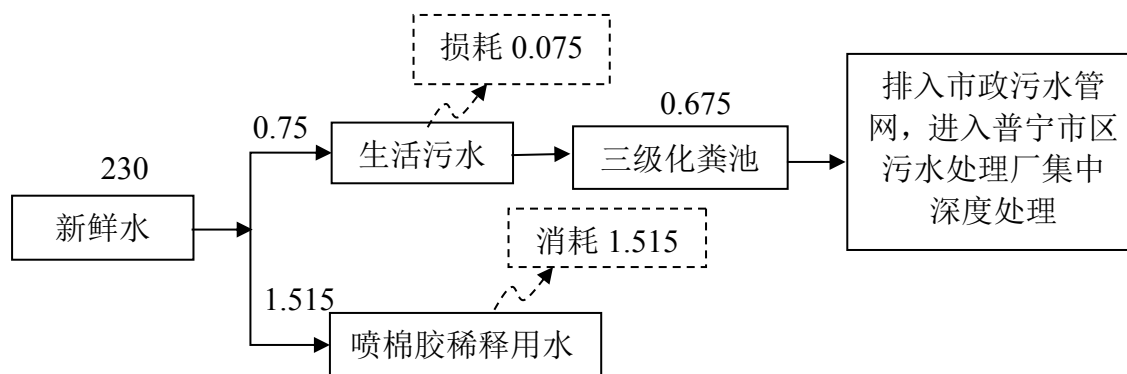 损耗 0.075
排入市政污水管
网，进入普宁市区
污水处理厂集中
深度处理
0.675
0.75
生活污水
三级化粪池
230
新鲜水
消耗 1.515
1.515
喷棉胶稀释用水